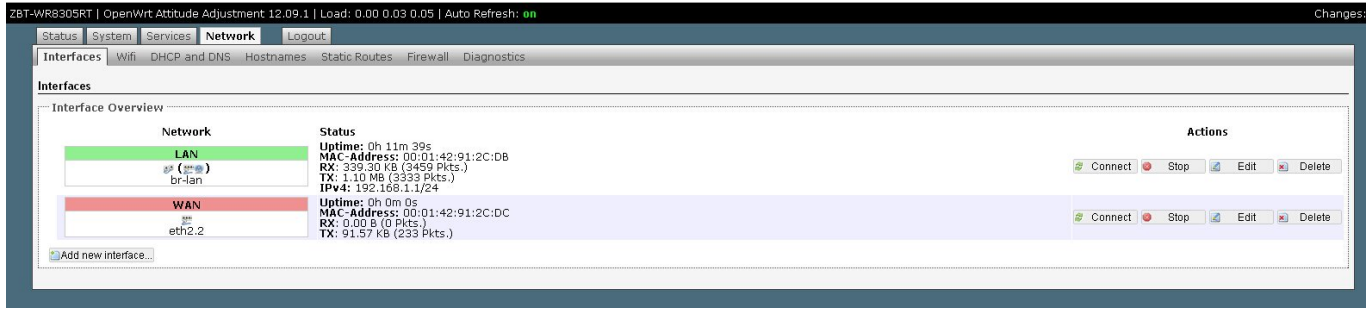 ZBT-WR8305RT | OpenWrt Attitude Adjustment 12.09.1 | Load: 0.00 0.03 0.05 | Auto Refresh: on Changes:
Status System Services Network Logout
Interfaces Wifi DHCP and DNS Hostnames Static Routes Firewall Diagnostics
Interfaces
Interface Overview
Network Status Actions
LAN
( )
br-lan
Uptime: 0h 11m 39s
MAC-Address: 00:01:42:91:2C:DB
RX: 339.30 KB (3459 Pkts.)
TX: 1.10 MB (3333 Pkts.)
IPv4: 192.168.1.1/24
Connect Stop Edit Delete
WAN
eth2.2
Uptime: 0h 0m 0s
MAC-Address: 00:01:42:91:2C:DC
RX: 0.00 B (0 Pkts.)
TX: 91.57 KB (233 Pkts.)
Connect Stop Edit Delete
Add new interface...